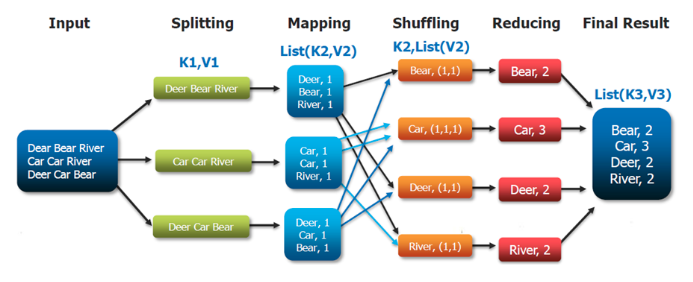 Input
Splitting
Mapping
Shuffling
Reducing
Final Result
K1,V1
List(K2,V2)
K2,List(V2)
List(K3,V3)
Dear Bear River
Car Car River
Deer Car Bear
Deer Bear River
Car Car River
Deer Car Bear
Deer, 1
Bear, 1
River, 1
Car, 1
Car, 1
River, 1
Deer, 1
Car, 1
Bear, 1
Bear, (1,1)
Car, (1,1,1)
Deer, (1,1)
River, (1,1)
Bear, 2
Car, 3
Deer, 2
River, 2
Bear, 2
Car, 3
Deer, 2
River, 2